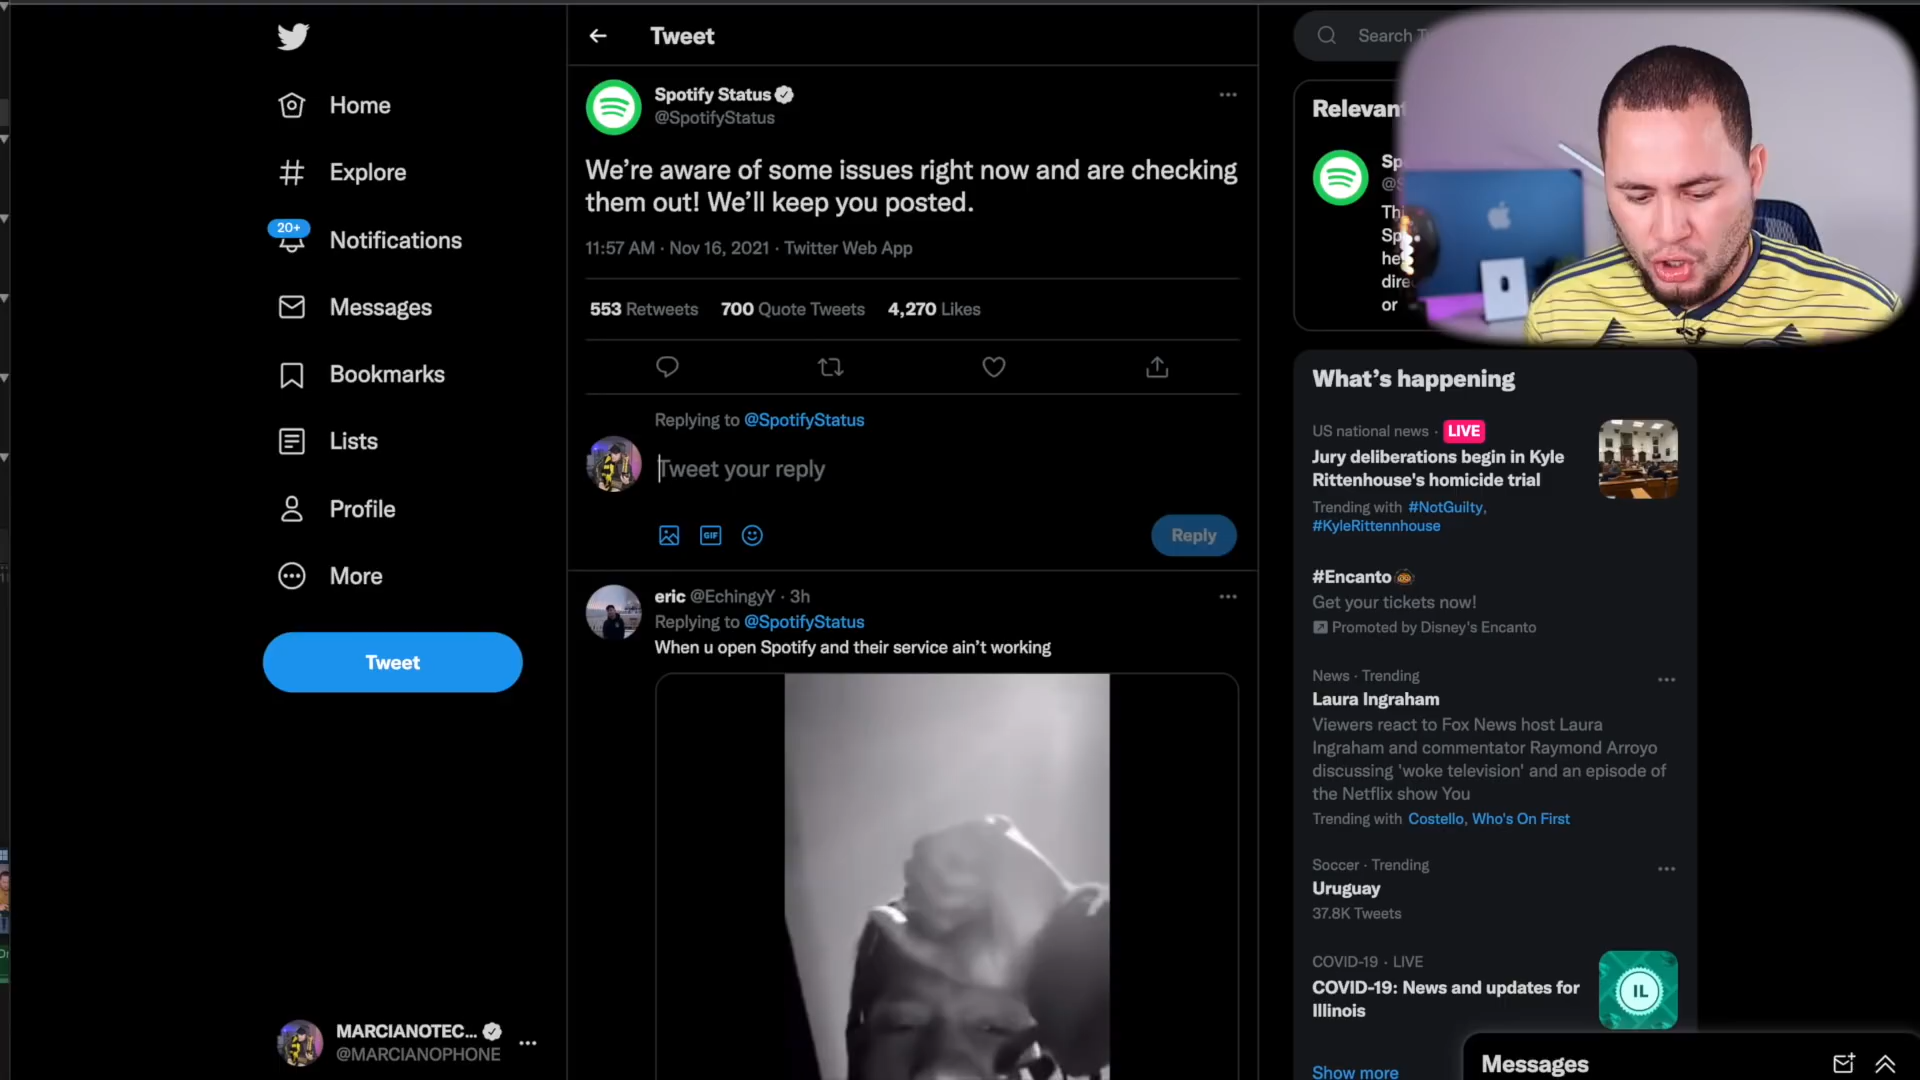 Home
Explore
20+
Notifications
Messages
Bookmarks
Lists
Profile
More
Tweet
MARCIANOTEC...
@MARCIANOPHONE
Tweet
Spotify Status
@SpotifyStatus
We're aware of some issues right now and are checking
them out! We'll keep you posted.
11:57 AM · Nov 16, 2021 · Twitter Web App
553 Retweets 700 Quote Tweets 4,270 Likes
Replying to @SpotifyStatus
Tweet your reply
GIF
Reply
eric @EchingyY · 3h
Replying to @SpotifyStatus
When u open Spotify and their service ain't working
Search
Relevant
What's happening
US national news · LIVE
Jury deliberations begin in Kyle
Rittenhouse's homicide trial
Trending with #NotGuilty,
#KyleRittennhouse
#Encanto
Get your tickets now!
Promoted by Disney's Encanto
News · Trending
Laura Ingraham
Viewers react to Fox News host Laura
Ingraham and commentator Raymond Arroyo
discussing 'woke television' and an episode of
the Netflix show You
Trending with Costello, Who's On First
Soccer · Trending
Uruguay
37.8K Tweets
COVID-19 · LIVE
COVID-19: News and updates for
Illinois
IL
Show more
Messages